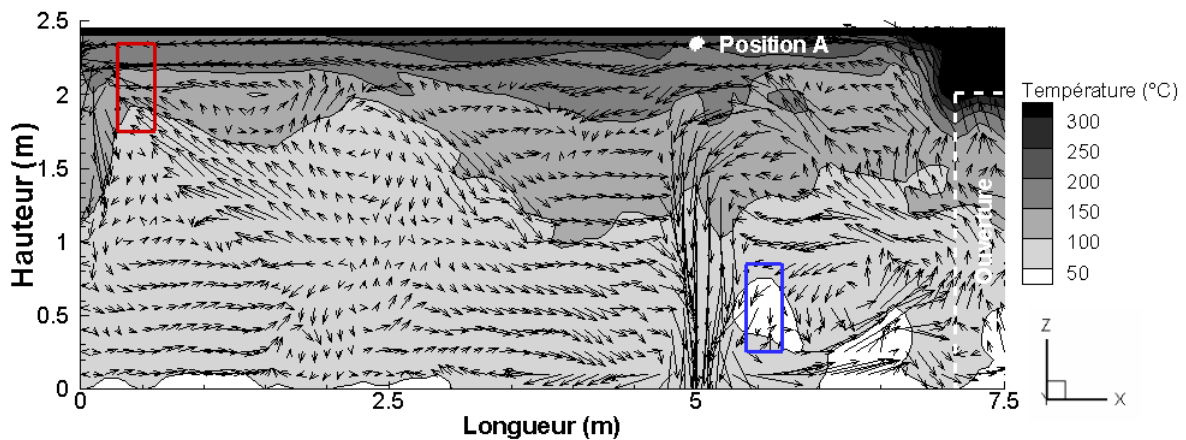 2.5
2
1.5
1
0.5
0
Hauteur (m)
Position A
Ouverture
0
2.5
5
7.5
Longueur (m)
Température (°C)
300
250
200
150
100
50
Z
Y
X